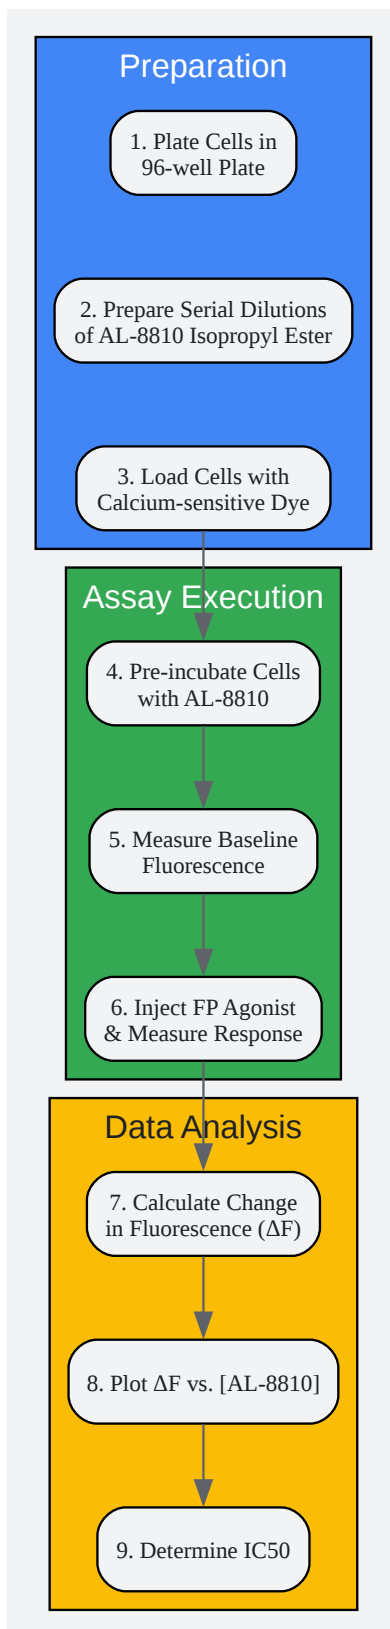 Preparation
1. Plate Cells in
96-well Plate
2. Prepare Serial Dilutions
of AL-8810 Isopropyl Ester
3. Load Cells with
Calcium-sensitive Dye
Assay Execution
4. Pre-incubate Cells
with AL-8810
5. Measure Baseline
Fluorescence
6. Inject FP Agonist
& Measure Response
Data Analysis
7. Calculate Change
in Fluorescence (ΔF)
8. Plot ΔF vs. [AL-8810]
9. Determine IC50